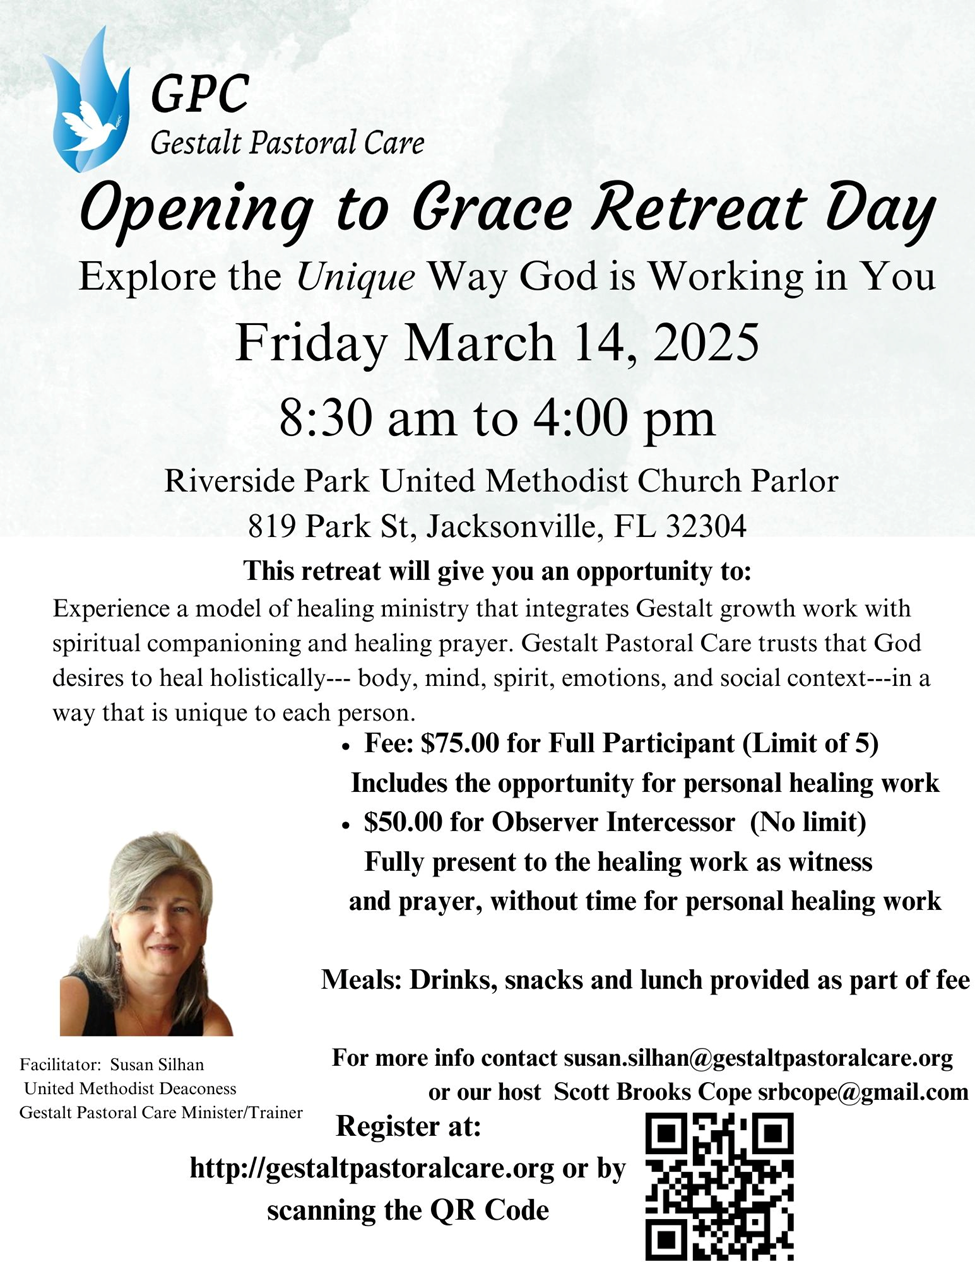 GPC
Gestalt Pastoral Care
Opening to Grace Retreat Day
Explore the Unique Way God is Working in You
Friday March 14, 2025
8:30 am to 4:00 pm
Riverside Park United Methodist Church Parlor
819 Park St, Jacksonville, FL 32304
This retreat will give you an opportunity to:
Experience a model of healing ministry that integrates Gestalt growth work with
spiritual companioning and healing prayer. Gestalt Pastoral Care trusts that God
desires to heal holistically--- body, mind, spirit, emotions, and social context---in a
way that is unique to each person.
• Fee: $75.00 for Full Participant (Limit of 5)
Includes the opportunity for personal healing work
• $50.00 for Observer Intercessor (No limit)
Fully present to the healing work as witness
and prayer, without time for personal healing work
Meals: Drinks, snacks and lunch provided as part of fee
Facilitator: Susan Silhan
United Methodist Deaconess
Gestalt Pastoral Care Minister/Trainer
For more info contact susan.silhan@gestaltpastoralcare.org
or our host Scott Brooks Cope srbcope@gmail.com
Register at:
http://gestaltpastoralcare.org or by
scanning the QR Code